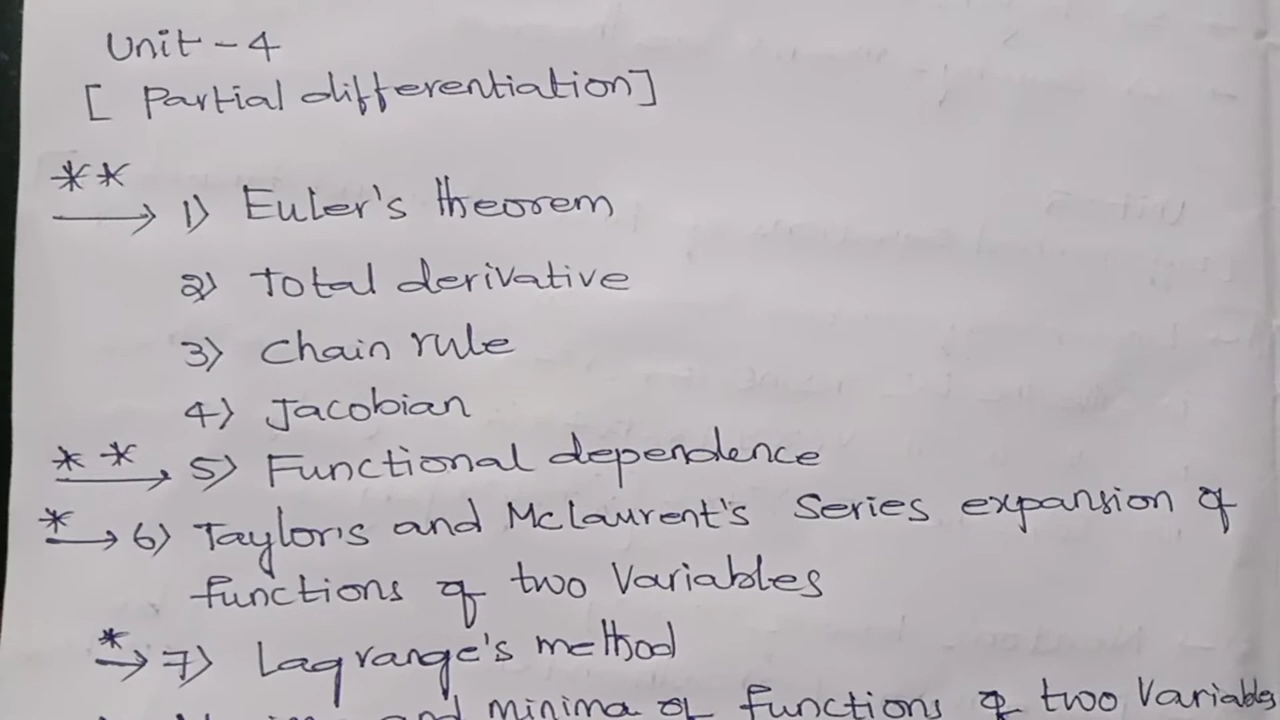 Unit - 4
[ Partial differentiation]
** → 1) Euler's theorem
2) Total derivative
3) Chain rule
4) Jacobian
** → 5) Functional dependence
* → 6) Taylor's and Mclaurent's Series expansion of
functions of two Variables
* → 7) Lagrange's method
and minima of functions of two Variables